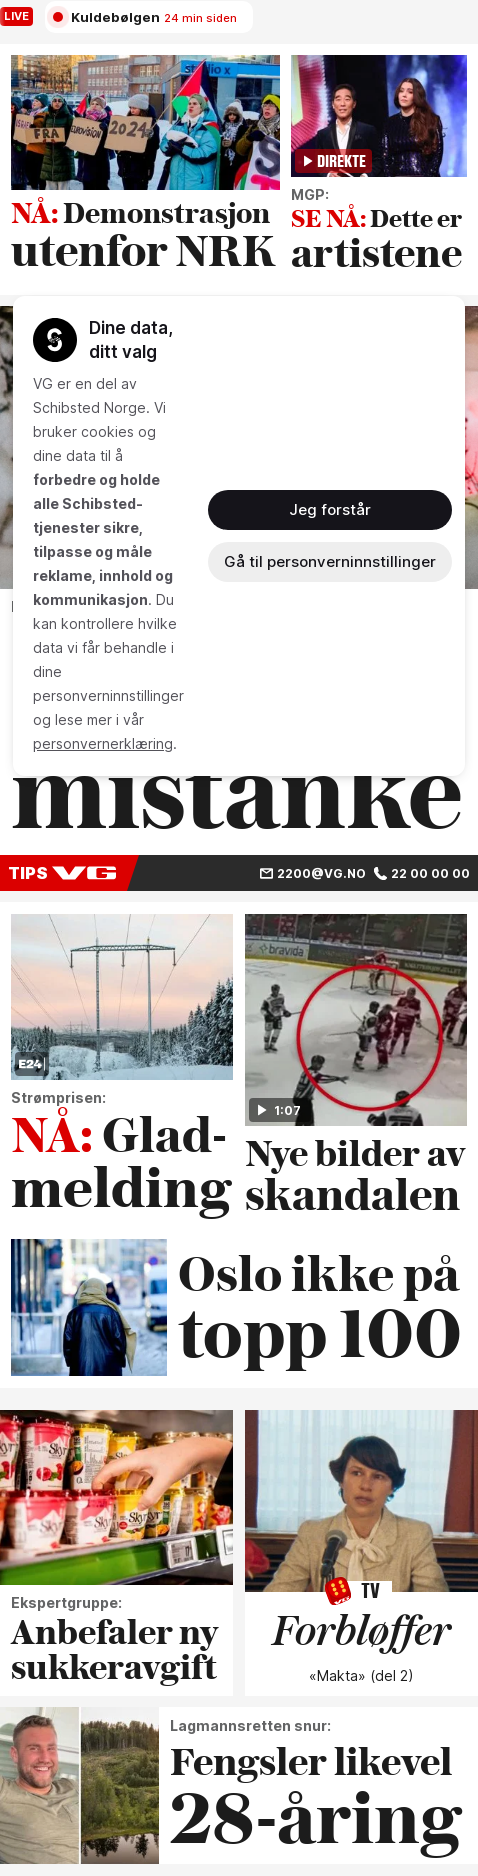 LIVE
Kuldebølgen 24 min siden
FRA
EUROVISION
2024
DIREKTE
NÅ: Demonstrasjon
utenfor NRK
MGP:
SE NÅ: Dette er
artistene
Dine data,
ditt valg
VG er en del av
Schibsted Norge. Vi
bruker cookies og
dine data til å
forbedre og holde
alle Schibsted-
tjenester sikre,
tilpasse og måle
reklame, innhold og
kommunikasjon. Du
kan kontrollere hvilke
data vi får behandle i
dine
personverninnstillinger
og lese mer i vår
personvernerklæring.
Jeg forstår
Gå til personverninnstillinger
mistanke
TIPS VG
2200@VG.NO 22 00 00 00
E24
Strømprisen:
NÅ: Glad-
melding
bravida
1:07
Nye bilder av
skandalen
Oslo ikke på
topp 100
Skyr
Skyr
Skyr
Ekspertgruppe:
Anbefaler ny
sukkeravgift
TV
Forbløffer
«Makta» (del 2)
Lagmannsretten snur:
Fengsler likevel
28-åring